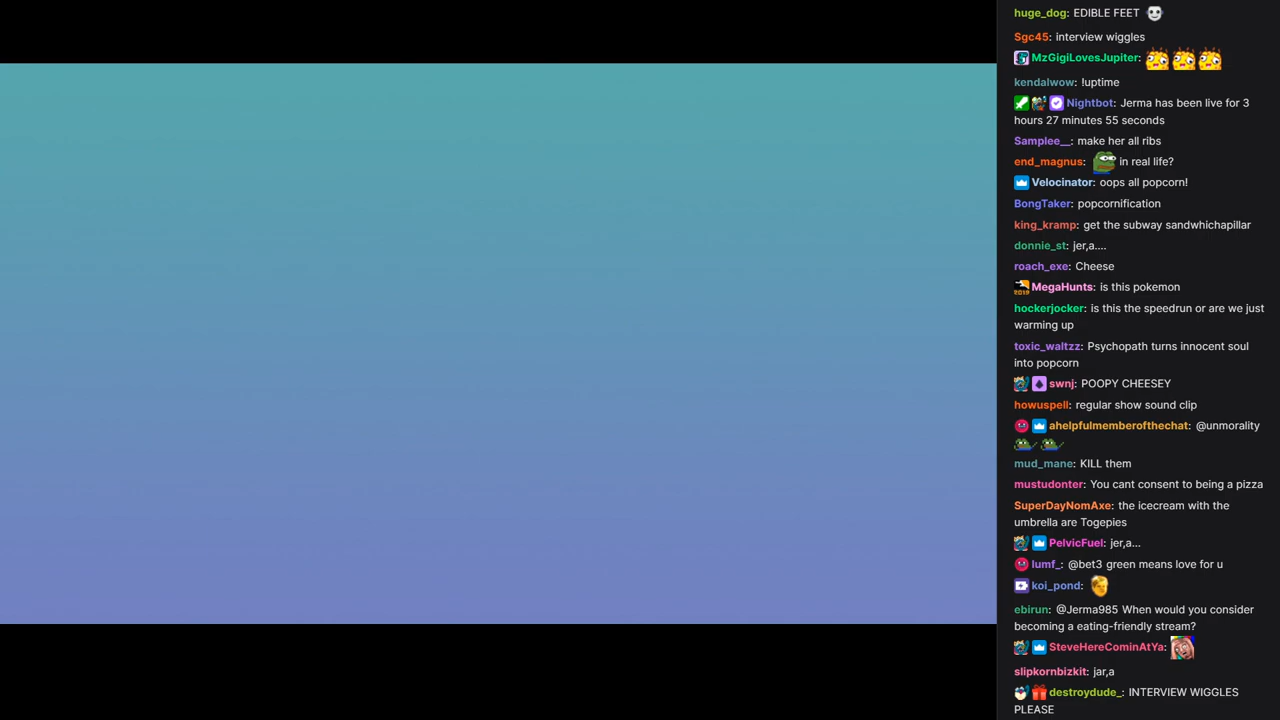 huge_dog: EDIBLE FEET
Sgc45: interview wiggles
MzGigiLovesJupiter:
kendalwow: !uptime
Nightbot: Jerma has been live for 3
hours 27 minutes 55 seconds
Samplee__: make her all ribs
end_magnus: in real life?
Velocinator: oops all popcorn!
BongTaker: popcornification
king_kramp: get the subway sandwhichapillar
donnie_st: jer,a....
roach_exe: Cheese
MegaHunts: is this pokemon
hockerjocker: is this the speedrun or are we just
warming up
toxic_waltzz: Psychopath turns innocent soul
into popcorn
swnj: POOPY CHEESEY
howuspell: regular show sound clip
ahelpfulmemberofthechat: @unmorality
mud_mane: KILL them
mustudonter: You cant consent to being a pizza
SuperDayNomAxe: the icecream with the
umbrella are Togepies
PelvicFuel: jer,a...
lumf_: @bet3 green means love for u
koi_pond:
ebirun: @Jerma985 When would you consider
becoming a eating-friendly stream?
SteveHereCominAtYa:
slipkornbizkit: jar,a
destroydude_: INTERVIEW WIGGLES
PLEASE